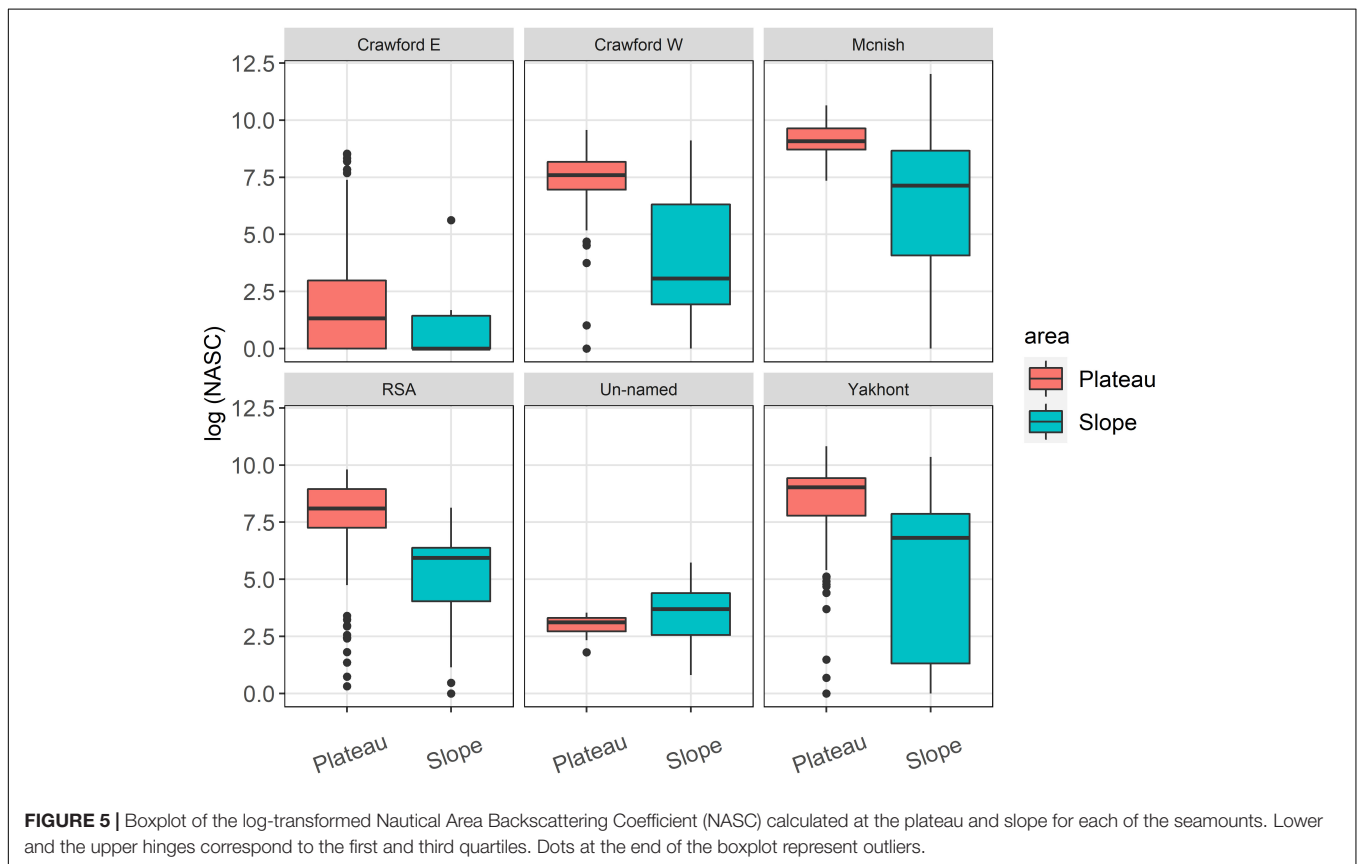 Crawford E Crawford W Mcnish
12.5
10.0
7.5
5.0
2.5
0.0
RSA Un-named Yakhont
12.5
10.0
7.5
5.0
2.5
0.0
log (NASC)
Plateau Slope Plateau Slope Plateau Slope
area
Plateau
Slope
FIGURE 5 | Boxplot of the log-transformed Nautical Area Backscattering Coefficient (NASC) calculated at the plateau and slope for each of the seamounts. Lower
and the upper hinges correspond to the first and third quartiles. Dots at the end of the boxplot represent outliers.